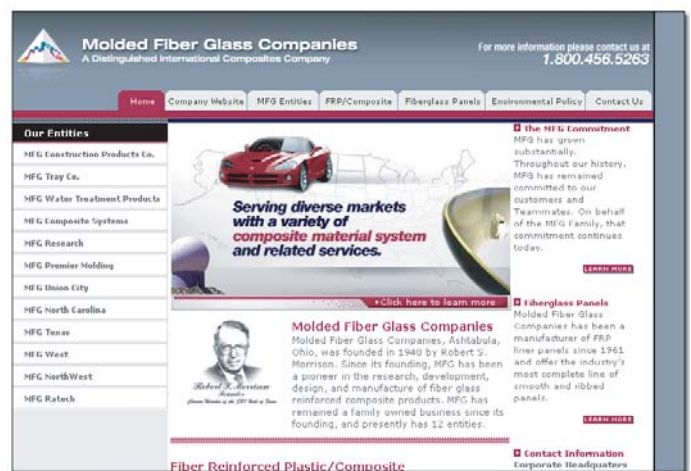 MFG
Molded Fiber Glass Companies
A Distinguished International Composites Company
For more information please contact us at
1.800.456.5263
Home
Company Website
MFG Entities
FRP/Composite
Fiberglass Panels
Environmental Policy
Contact Us
Our Entities
MFG Construction Products Co.
MFG Tray Co.
MFG Water Treatment Products
MFG Composite Systems
MFG Research
MFG Premier Molding
MFG Union City
MFG North Carolina
MFG Texas
MFG West
MFG NorthWest
MFG Ratech
Serving diverse markets
with a variety of
composite material system
and related services.
Click here to learn more
Robert S. Morrison
Founder
Molded Fiber Glass Companies
Molded Fiber Glass Companies, Ashtabula,
Ohio, was founded in 1940 by Robert S.
Morrison. Since its founding, MFG has been
a pioneer in the research, development,
design, and manufacture of fiber glass
reinforced composite products. MFG has
remained a family owned business since its
founding, and presently has 12 entities.
Fiber Reinforced Plastic/Composite
The MFG Commitment
MFG has grown
substantially.
Throughout our history,
MFG has remained
committed to our
customers and
Teammates. On behalf
of the MFG Family, that
commitment continues
today.
LEARN MORE
Fiberglass Panels
Molded Fiber Glass
Companies has been a
manufacturer of FRP
liner panels since 1961
and offer the industry's
most complete line of
smooth and ribbed
panels.
LEARN MORE
Contact Information
Corporate Headquaters